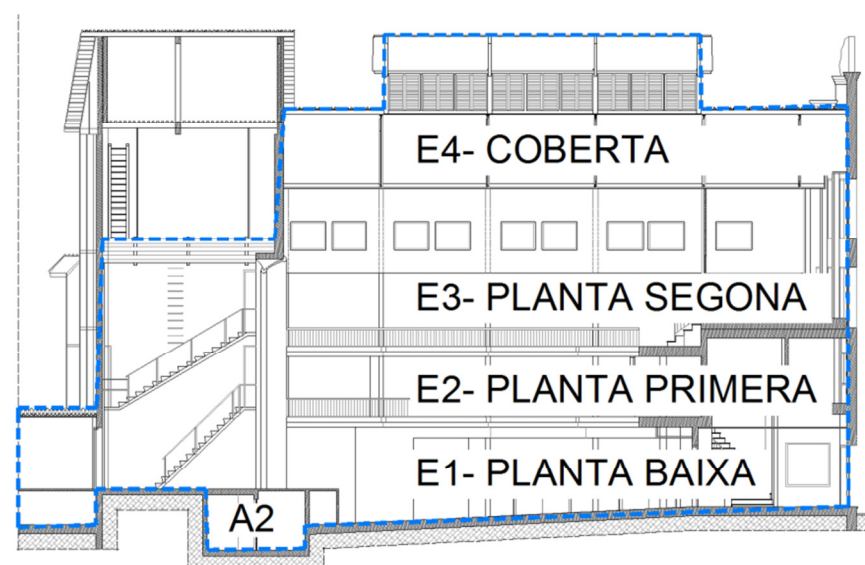 E4- COBERTA
E3- PLANTA SEGONA
E2- PLANTA PRIMERA
E1- PLANTA BAIXA
A2